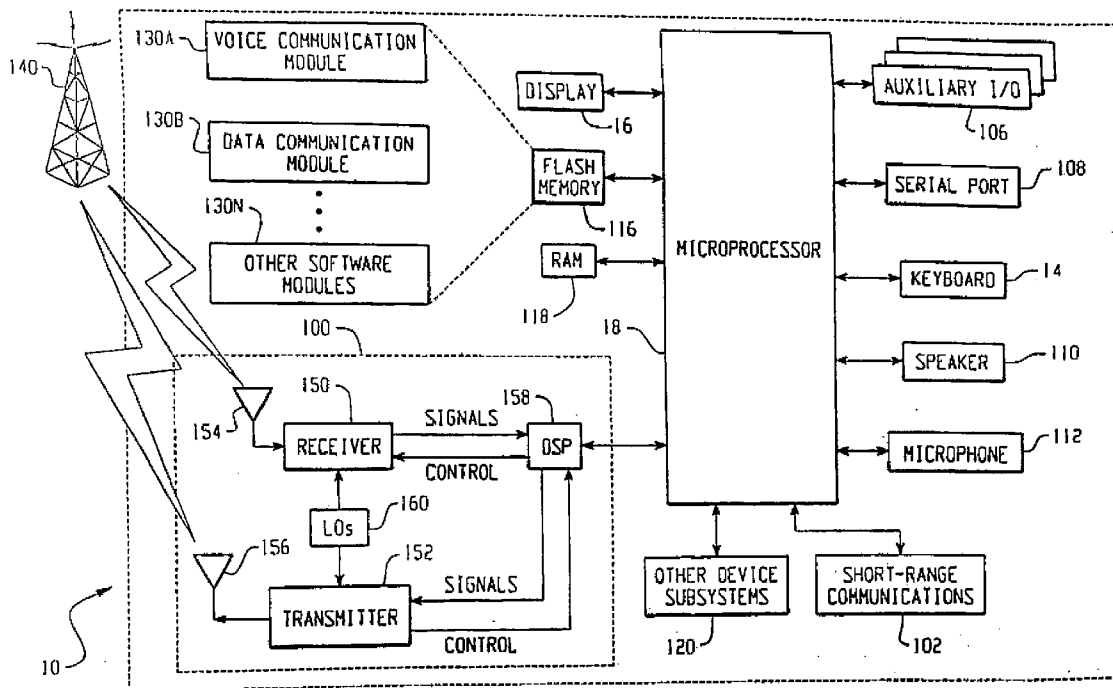 140
130A
VOICE COMMUNICATION
MODULE
130B
DATA COMMUNICATION
MODULE
130N
OTHER SOFTWARE
MODULES
DISPLAY
16
FLASH
MEMORY
116
RAM
118
MICROPROCESSOR
18
AUXILIARY I/O
106
SERIAL PORT
108
KEYBOARD
14
SPEAKER
110
MICROPHONE
112
100
154
150
RECEIVER
SIGNALS
CONTROL
158
DSP
LOs
160
156
152
TRANSMITTER
SIGNALS
CONTROL
OTHER DEVICE
SUBSYSTEMS
120
SHORT-RANGE
COMMUNICATIONS
102
10